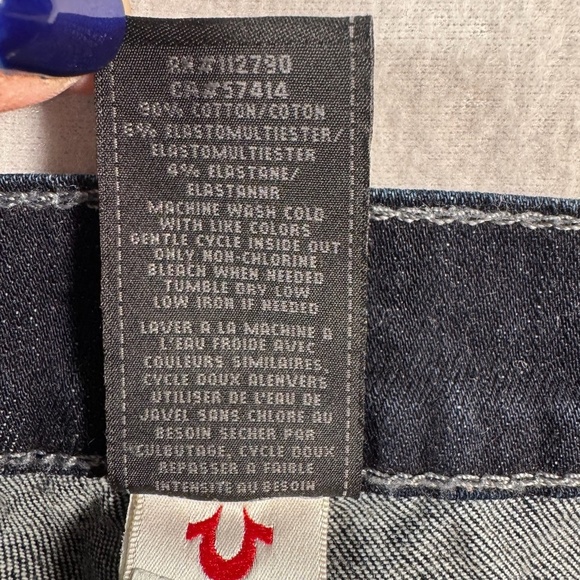 RN#112790
CA#57414
90% COTTON/COTON
6% ELASTOMULTIESTER/
ELASTOMULTIESTER
4% ELASTANE/
ELASTANNR
MACHINE WASH COLD
WITH LIKE COLORS
GENTLE CYCLE INSIDE OUT
ONLY NON-CHLORINE
BLEACH WHEN NEEDED
TUMBLE DRY LOW
LOW IRON IF NEEDED
LAVER A LA MACHINE A
L'EAU FROIDE AVEC
COULEURS SIMILAIRES,
CYCLE DOUX ALENVERS
UTILISER DE L'EAU DE
JAVEL SANS CHLORE AU
BESOIN SECHER PAR
CULBUTAGE, CYCLE DOUX
REPASSER A FAIBLE
INTENSITE AU BESOIN